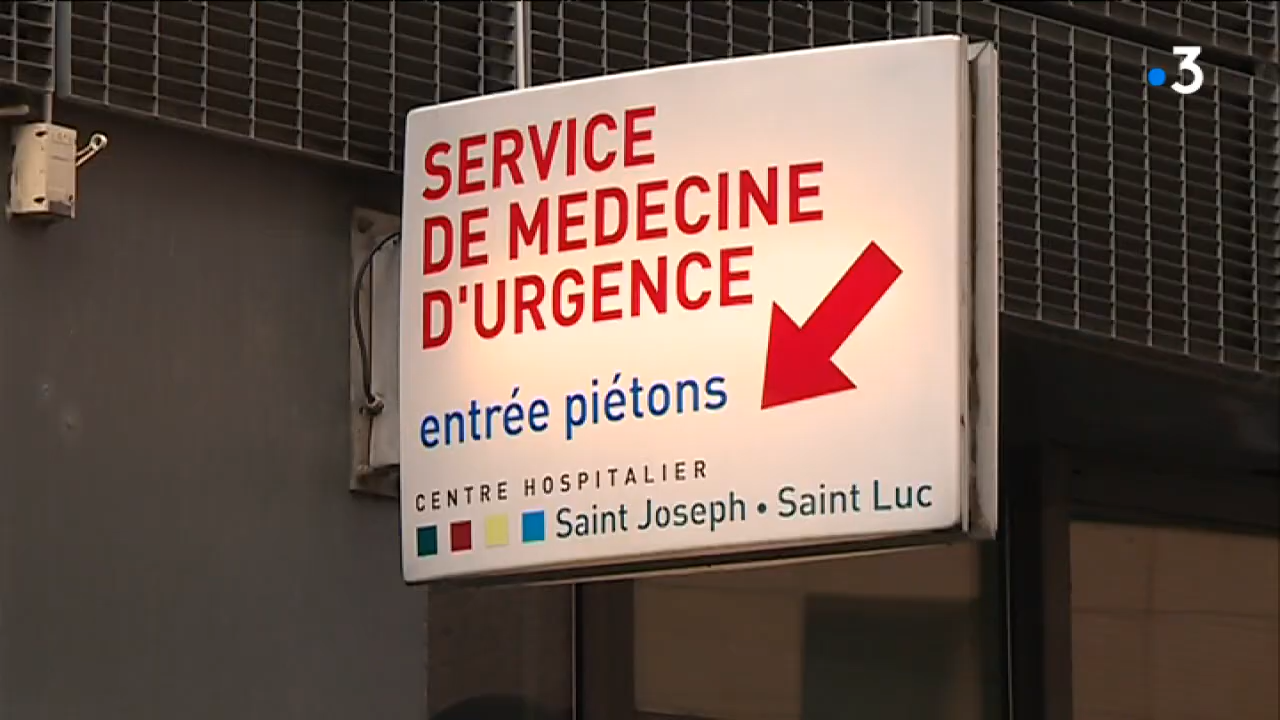 3
SERVICE
DE MEDECINE
D'URGENCE
entrée piétons
CENTRE HOSPITALIER
Saint Joseph • Saint Luc